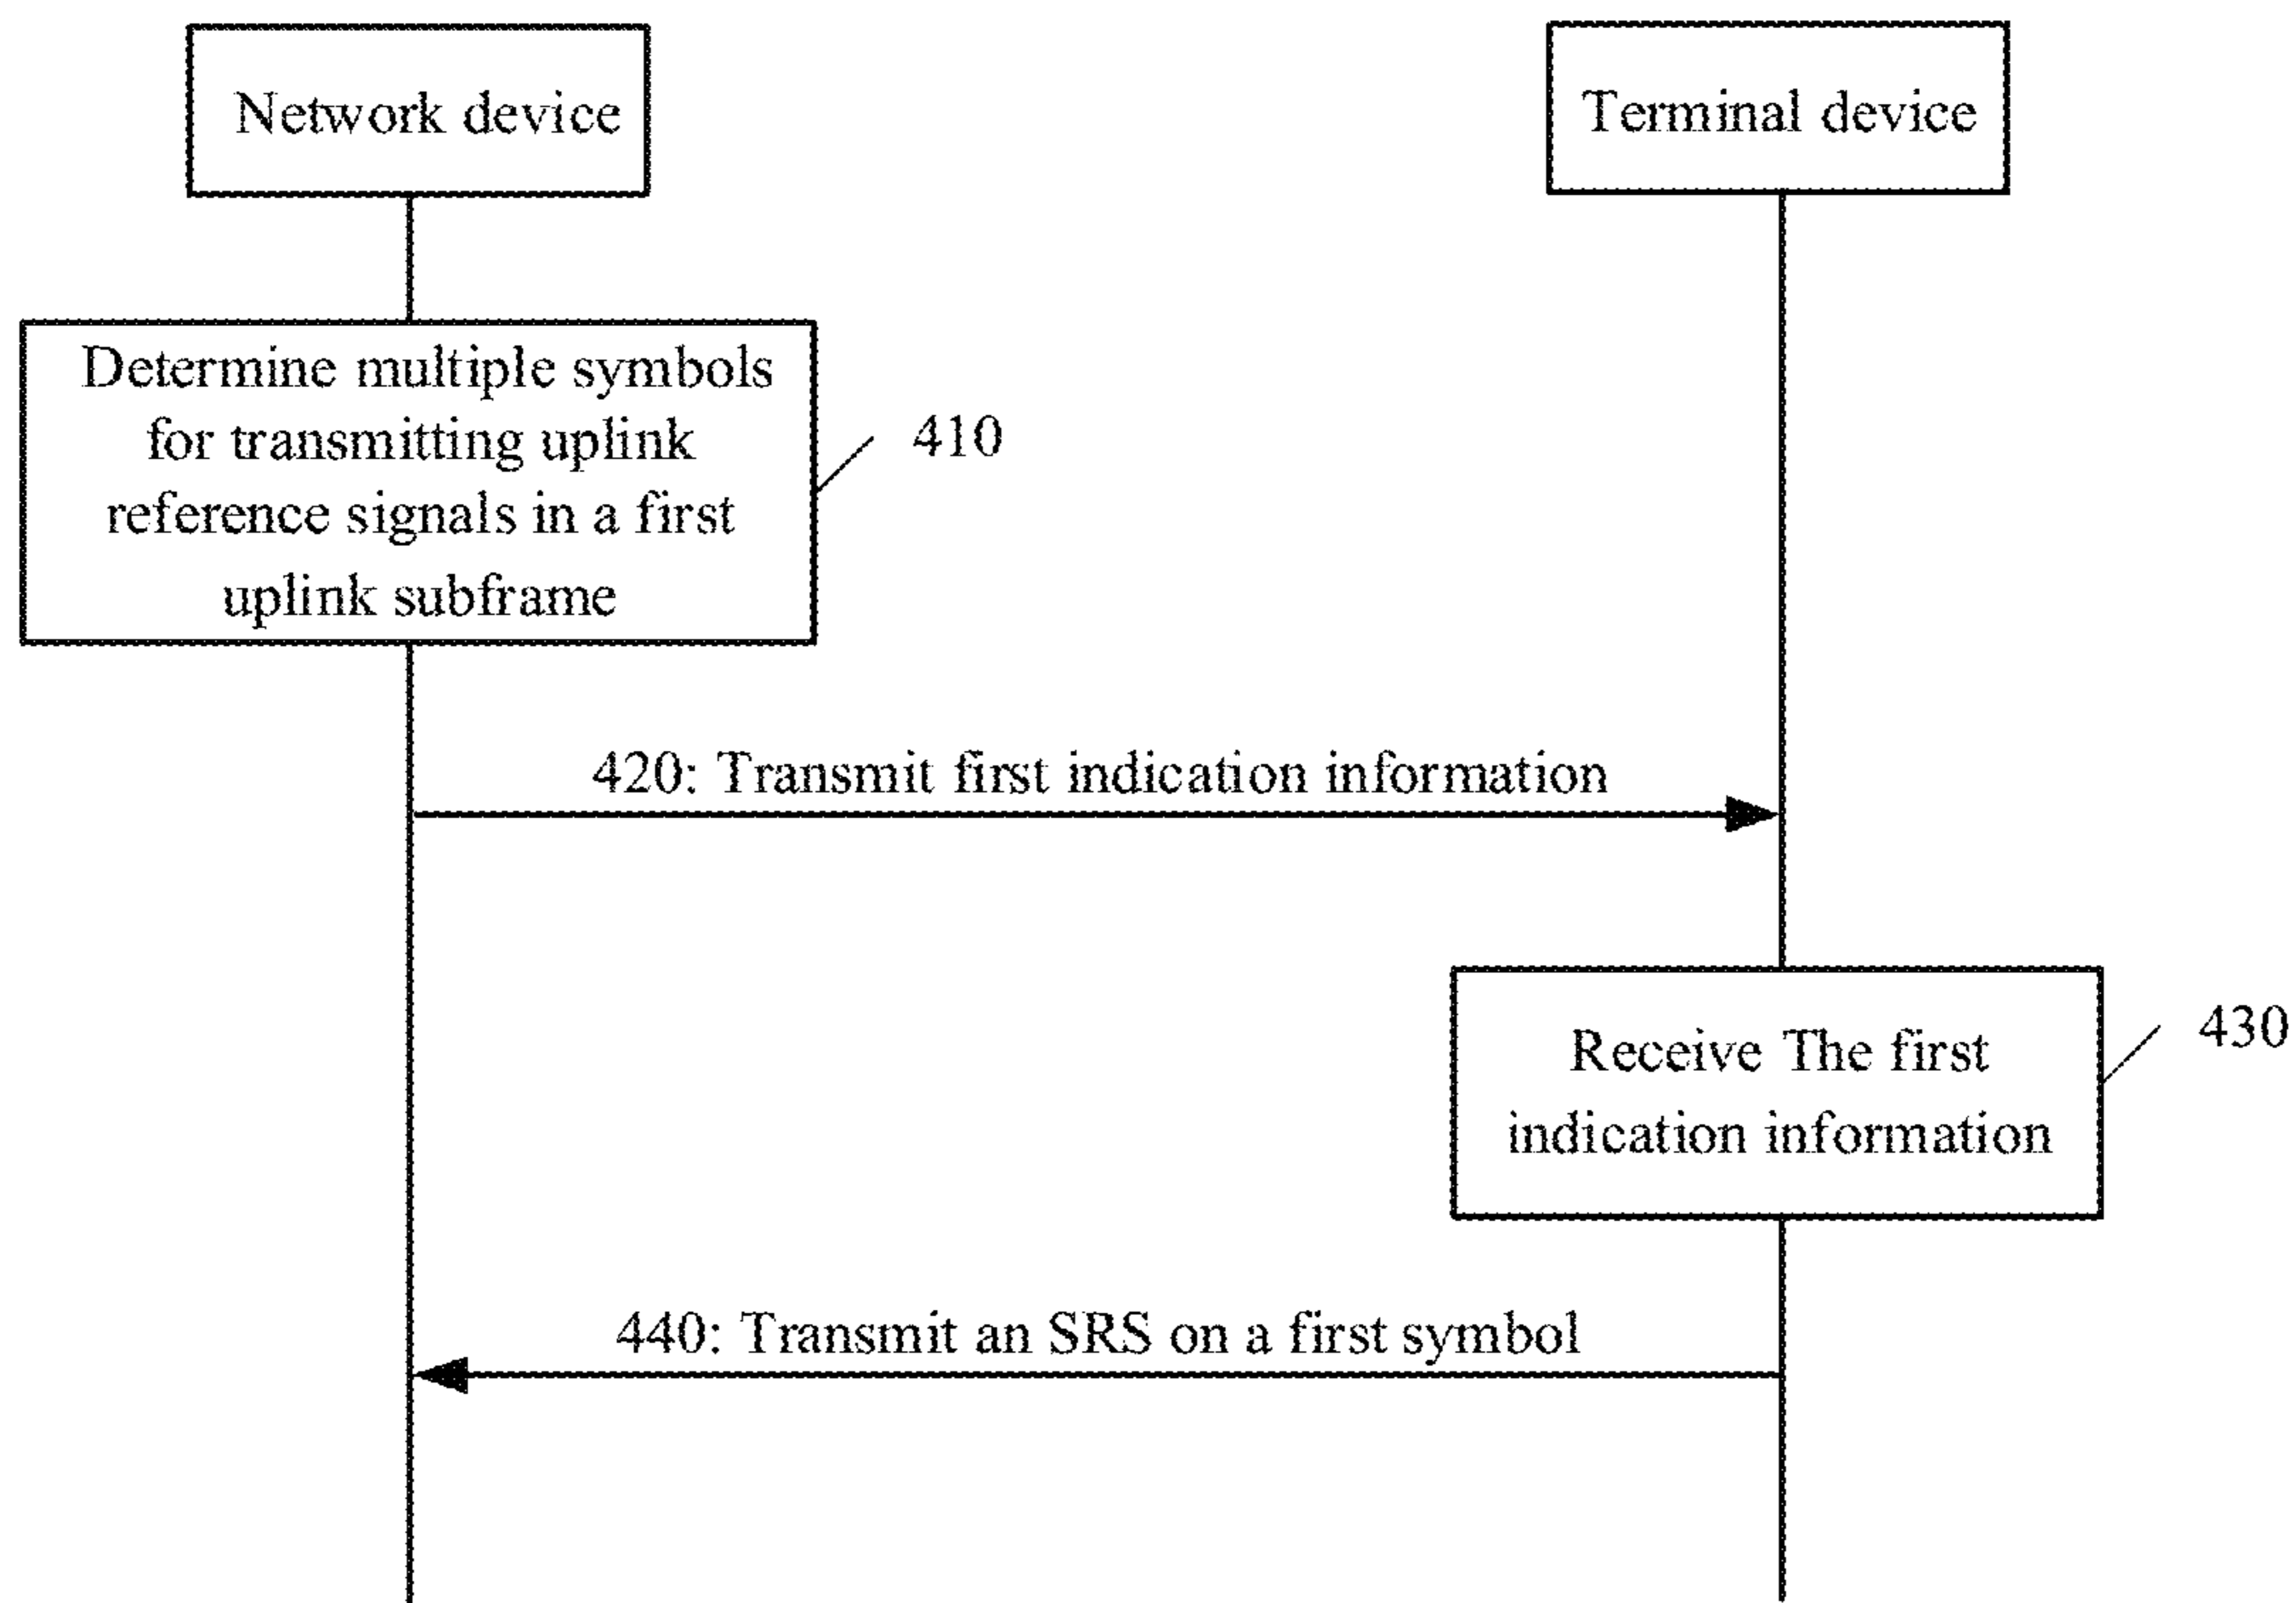 Network device
Terminal device
Determine multiple symbols
for transmitting uplink
reference signals in a first
uplink subframe
410
420: Transmit first indication information
Receive The first
indication information
430
440: Transmit an SRS on a first symbol